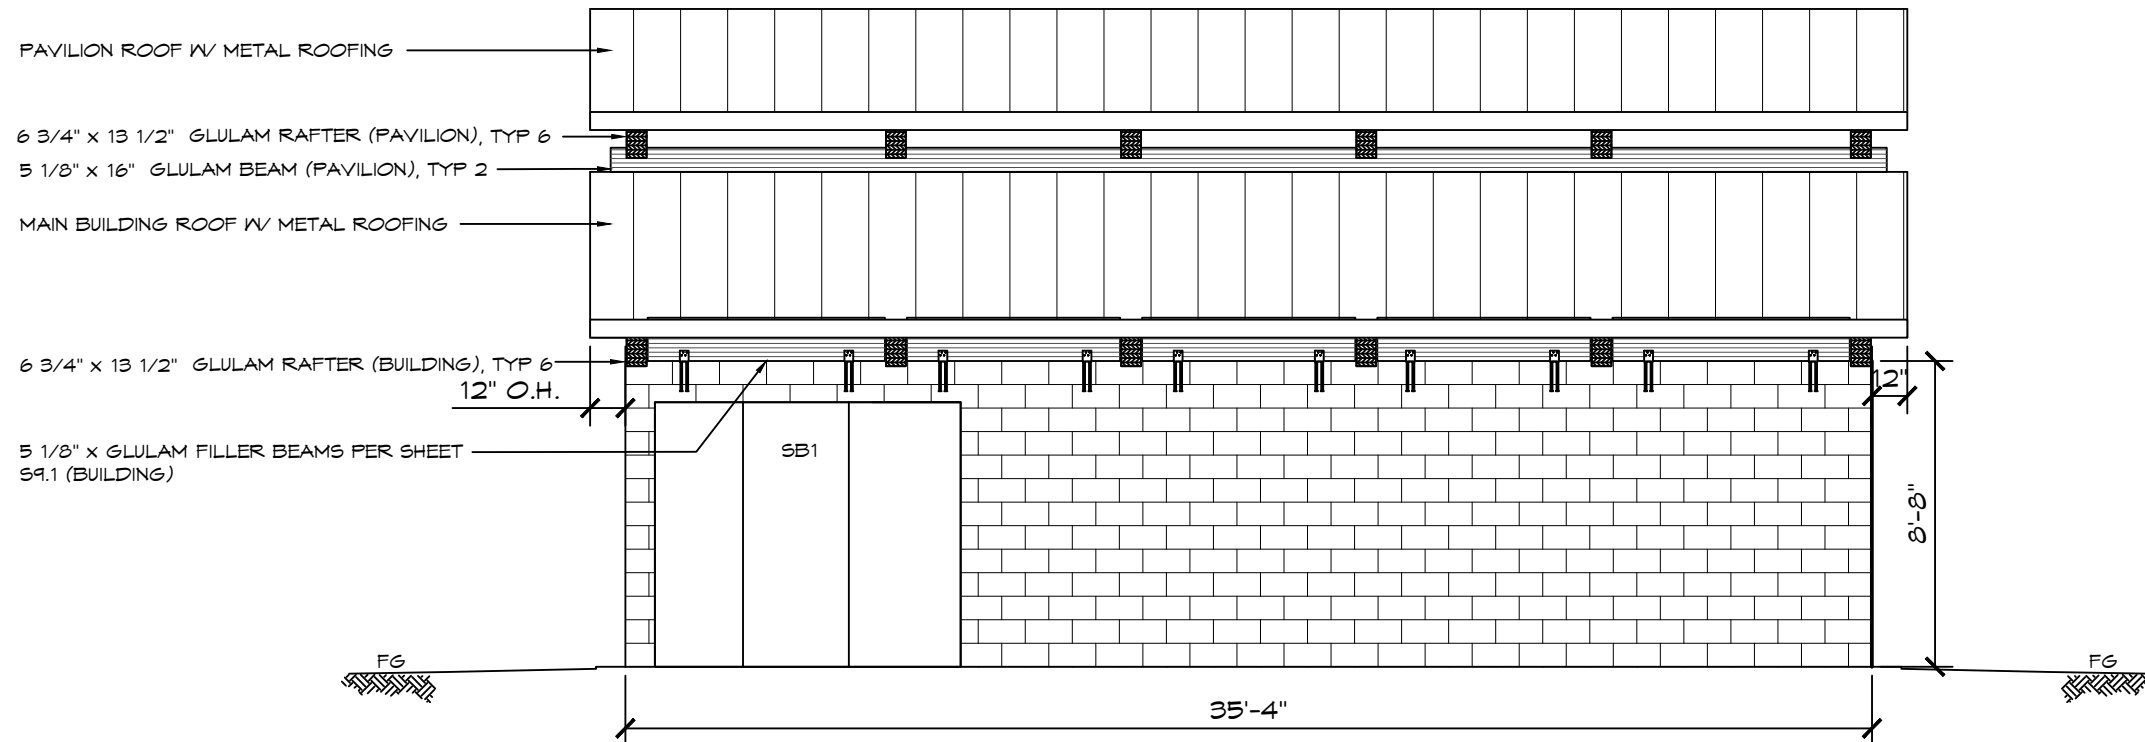 PAVILION ROOF W/ METAL ROOFING
6 3/4" x 13 1/2" GLULAM RAFTER (PAVILION), TYP 6
5 1/8" x 16" GLULAM BEAM (PAVILION), TYP 2
MAIN BUILDING ROOF W/ METAL ROOFING
6 3/4" x 13 1/2" GLULAM RAFTER (BUILDING), TYP 6
12" O.H.
12"
5 1/8" x GLULAM FILLER BEAMS PER SHEET
S9.1 (BUILDING)
SB1
8'-8"
FG
FG
35'-4"